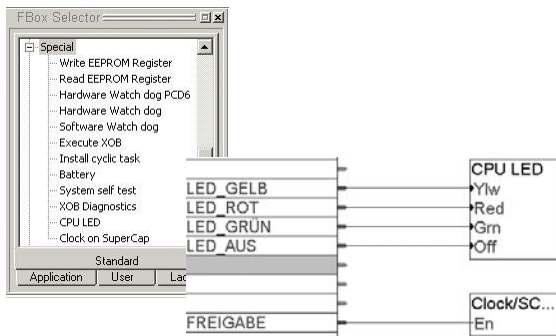 FBox Selector
Special
Write EEPROM Register
Read EEPROM Register
Hardware Watch dog PCD6
Hardware Watch dog
Software Watch dog
Execute XOB
Install cyclic task
Battery
System self test
XOB Diagnostics
CPU LED
Clock on SuperCap
Standard
Application User
LED_GELB
LED_ROT
LED_GRÜN
LED_AUS
FREIGABE
CPU LED
Ylw
Red
Grn
Off
Clock/SC...
En